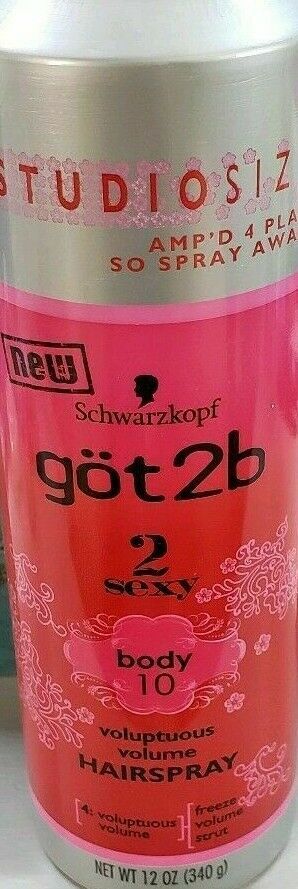 STUDIOSIZ
AMP'D 4 PLA
SO SPRAY AWA
new
Schwarzkopf
göt2b
2
sexy
body
10
voluptuous
volume
HAIRSPRAY
4: voluptuous
volume
freeze
volume
strut
NET WT 12 OZ (340 g)